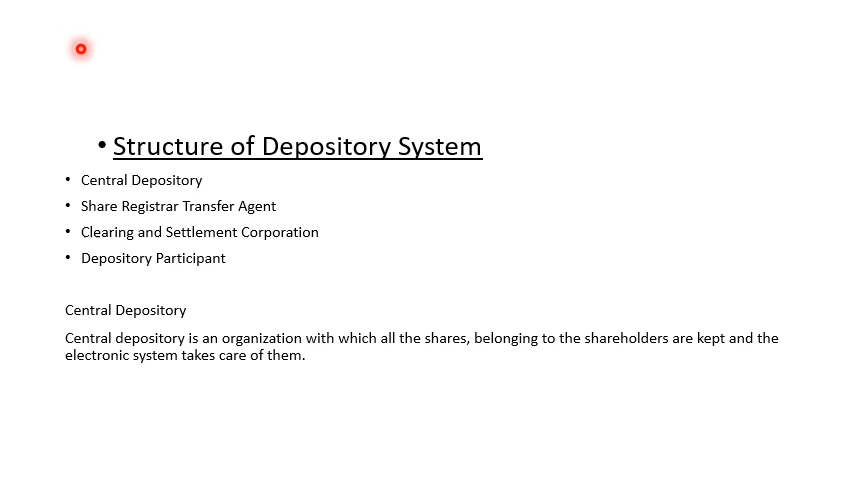 • Structure of Depository System
• Central Depository
• Share Registrar Transfer Agent
• Clearing and Settlement Corporation
• Depository Participant
Central Depository
Central depository is an organization with which all the shares, belonging to the shareholders are kept and the
electronic system takes care of them.